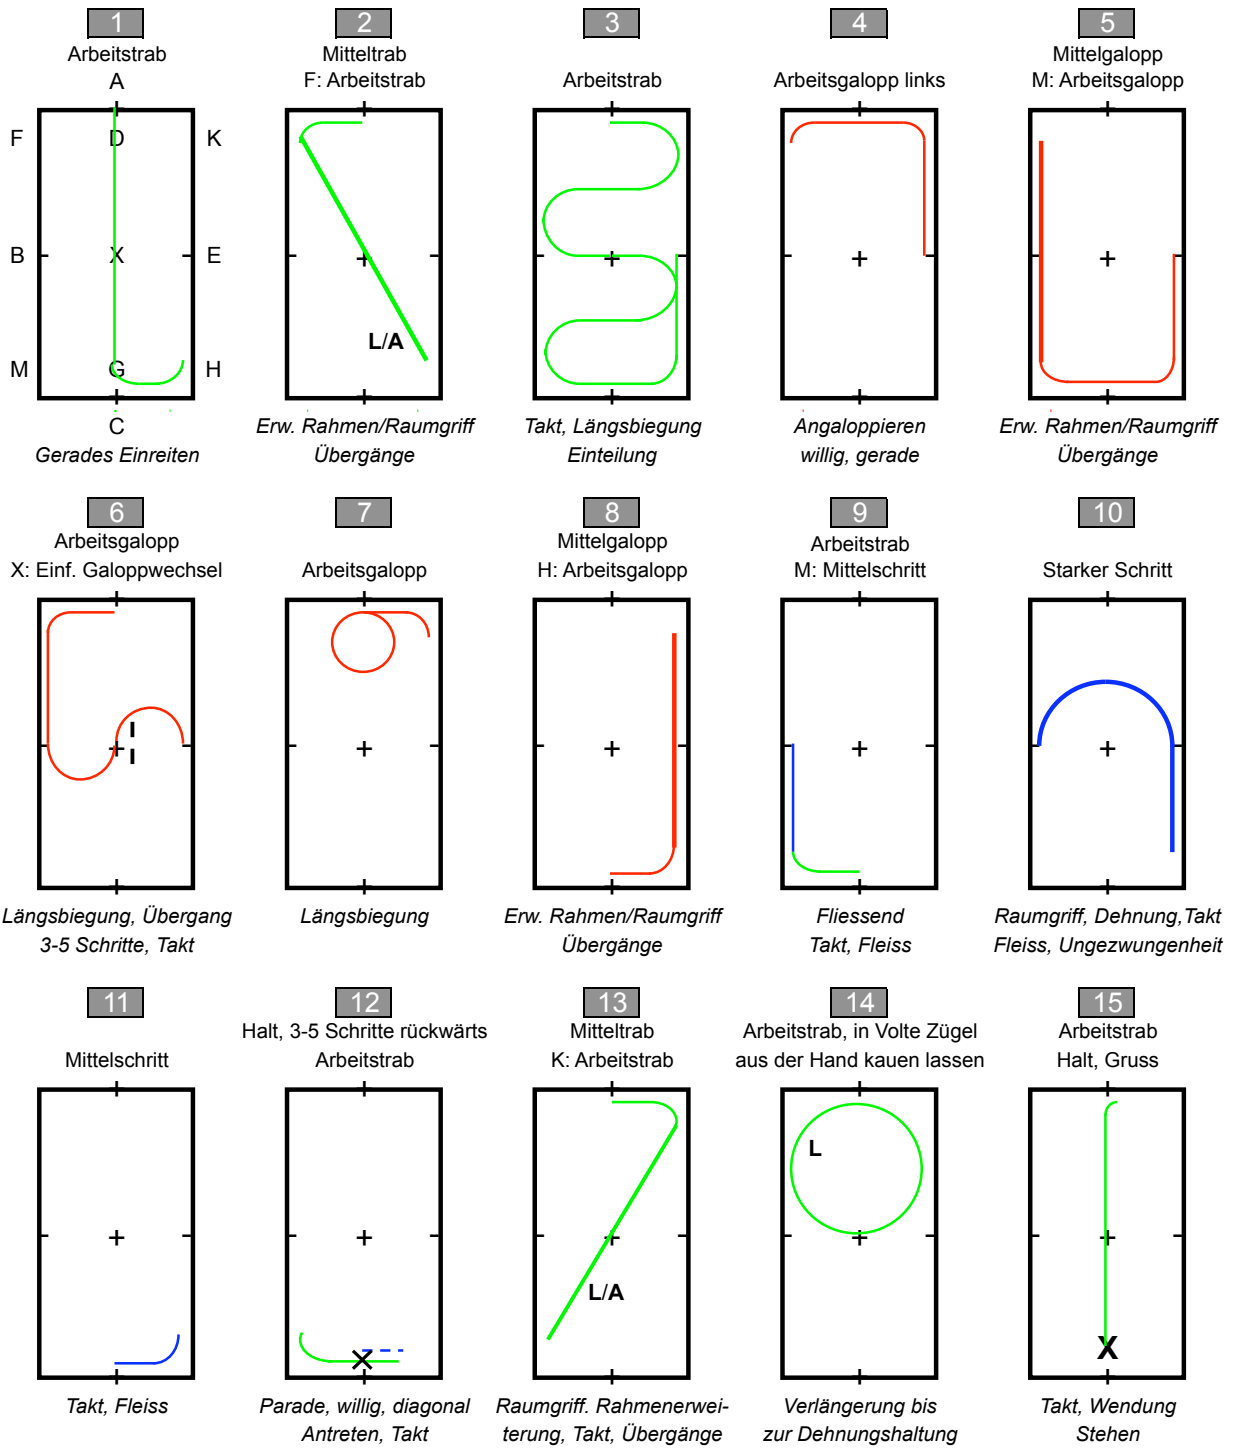 1
Arbeitstrab
A
F
D
K
B
X
E
M
G
H
C
Gerades Einreiten
2
Mitteltrab
F: Arbeitstrab
L/A
Erw. Rahmen/Raumgriff
Übergänge
3
Arbeitstrab
Takt, Längsbiegung
Einteilung
4
Arbeitsgalopp links
Angaloppieren
willig, gerade
5
Mittelgalopp
M: Arbeitsgalopp
Erw. Rahmen/Raumgriff
Übergänge
6
Arbeitsgalopp
X: Einf. Galoppwechsel
Längsbiegung, Übergang
3-5 Schritte, Takt
7
Arbeitsgalopp
Längsbiegung
8
Mittelgalopp
H: Arbeitsgalopp
Erw. Rahmen/Raumgriff
Übergänge
9
Arbeitstrab
M: Mittelschritt
Fliessend
Takt, Fleiss
10
Starker Schritt
Raumgriff, Dehnung,Takt
Fleiss, Ungezwungenheit
11
Mittelschritt
Takt, Fleiss
12
Halt, 3-5 Schritte rückwärts
Arbeitstrab
Parade, willig, diagonal
Antreten, Takt
13
Mitteltrab
K: Arbeitstrab
L/A
Raumgriff. Rahmenerwei-
terung, Takt, Übergänge
14
Arbeitstrab, in Volte Zügel
aus der Hand kauen lassen
L
Verlängerung bis
zur Dehnungshaltung
15
Arbeitstrab
Halt, Gruss
X
Takt, Wendung
Stehen